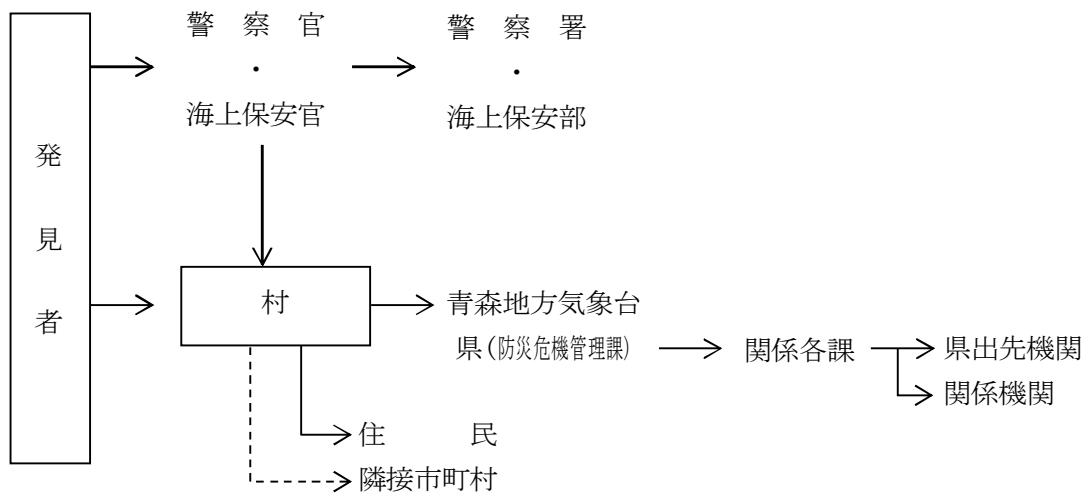 発見者
警察官
・
海上保安官
警察署
・
海上保安部
村
青森地方気象台
県(防災危機管理課)
関係各課
県出先機関
関係機関
住民
隣接市町村